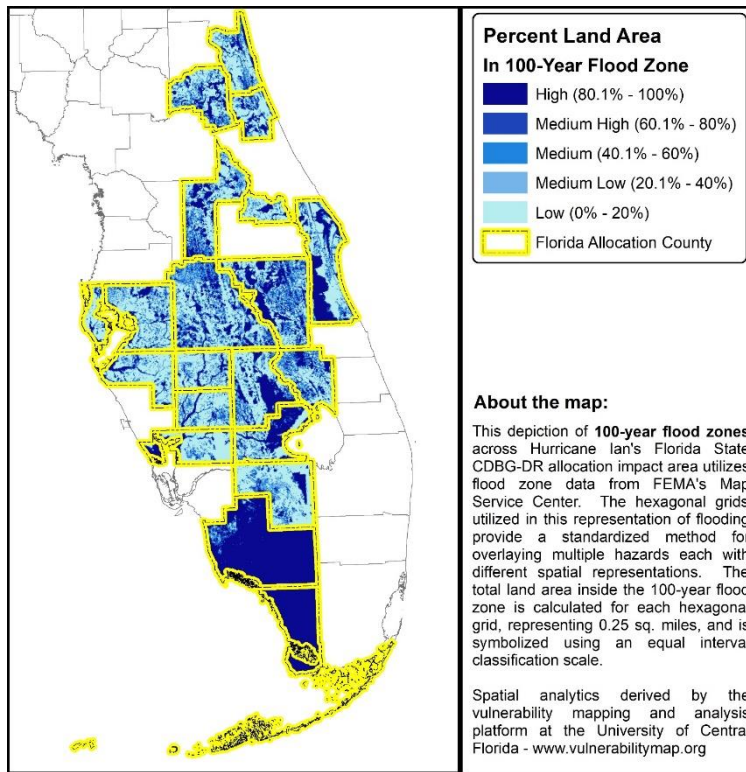 Percent Land Area
In 100-Year Flood Zone
High (80.1% - 100%)
Medium High (60.1% - 80%)
Medium (40.1% - 60%)
Medium Low (20.1% - 40%)
Low (0% - 20%)
Florida Allocation County
About the map:
This depiction of 100-year flood zones
across Hurricane Ian's Florida State
CDBG-DR allocation impact area utilizes
flood zone data from FEMA's Map
Service Center. The hexagonal grids
utilized in this representation of flooding
provide a standardized method for
overlaying multiple hazards each with
different spatial representations. The
total land area inside the 100-year flood
zone is calculated for each hexagona
grid, representing 0.25 sq. miles, and is
symbolized using an equal interva
classification scale.
Spatial analytics derived by the
vulnerability mapping and analysis
platform at the University of Centra
Florida - www.vulnerabilitymap.org